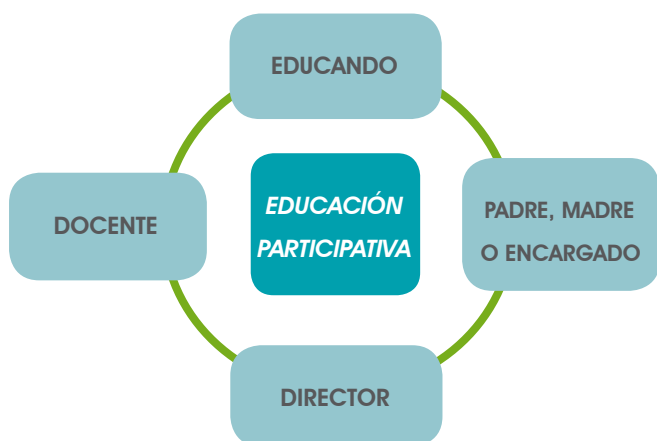 EDUCANDO
DOCENTE
EDUCACIÓN
PARTICIPATIVA
PADRE, MADRE
O ENCARGADO
DIRECTOR